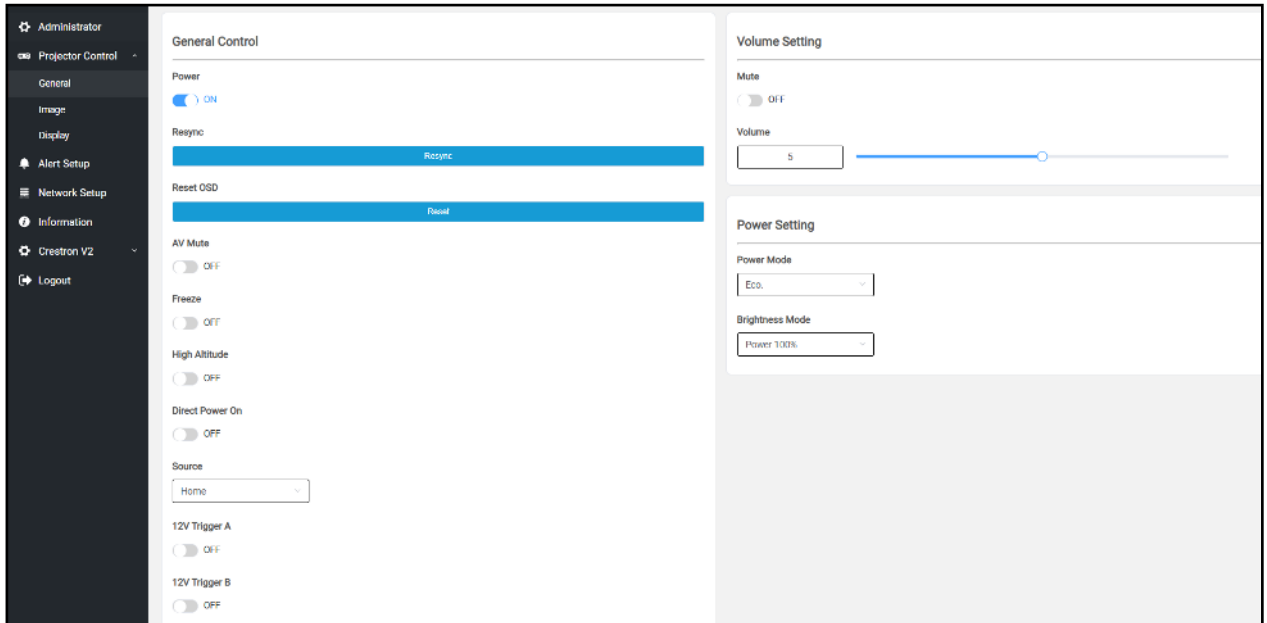 Administrator
Projector Control
General
Image
Display
Alert Setup
Network Setup
Information
Crestron V2
Logout
General Control
Power
ON
Resync
Resync
Reset OSD
Reset
AV Mute
OFF
Freeze
OFF
High Altitude
OFF
Direct Power On
OFF
Source
Home
12V Trigger A
OFF
12V Trigger B
OFF
Volume Setting
Mute
OFF
Volume
5
Power Setting
Power Mode
Eco.
Brightness Mode
Power 100%